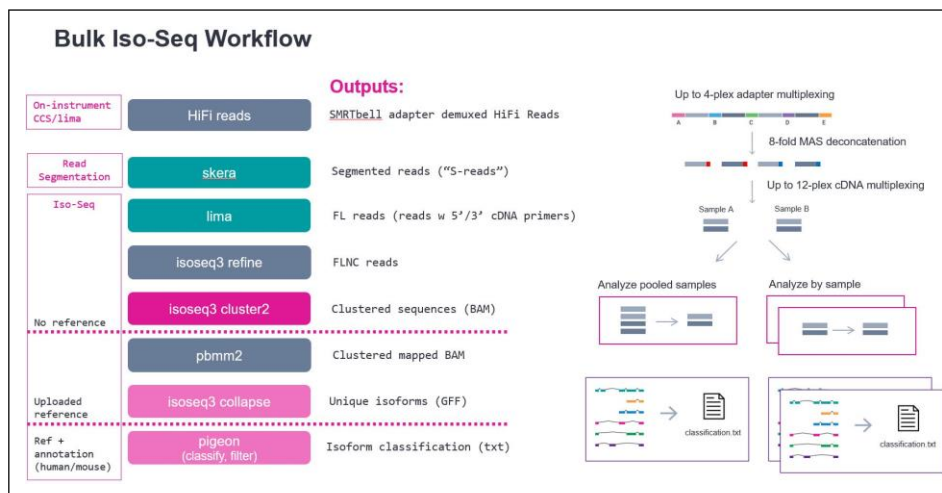 Bulk Iso-Seq Workflow
Outputs:
On-instrument
CCS/lima
HiFi reads
SMRTbell adapter demuxed HiFi Reads
Read
Segmentation
skera
Segmented reads (“S-reads”)
Iso-Seq
lima
FL reads (reads w 5’/3’ cDNA primers)
isoseq3 refine
FLNC reads
isoseq3 cluster2
Clustered sequences (BAM)
No reference
pbmm2
Clustered mapped BAM
Uploaded
reference
isoseq3 collapse
Unique isoforms (GFF)
Ref +
annotation
(human/mouse)
pigeon
(classify, filter)
Isoform classification (txt)
Up to 4-plex adapter multiplexing
A B C D E
8-fold MAS deconcatenation
Up to 12-plex cDNA multiplexing
Sample A
Sample B
Analyze pooled samples
Analyze by sample
classification.txt
classification.txt